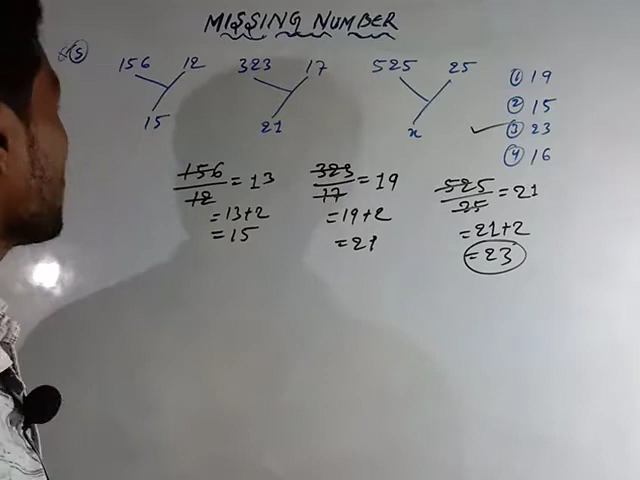 MISSING NUMBER
5
156 12 323 17 525 25
15 21 x
1 19
2 15
3 23
4 16
156/12 = 13
= 13+2
= 15
323/17 = 19
= 19+2
= 21
525/25 = 21
= 21+2
= 23